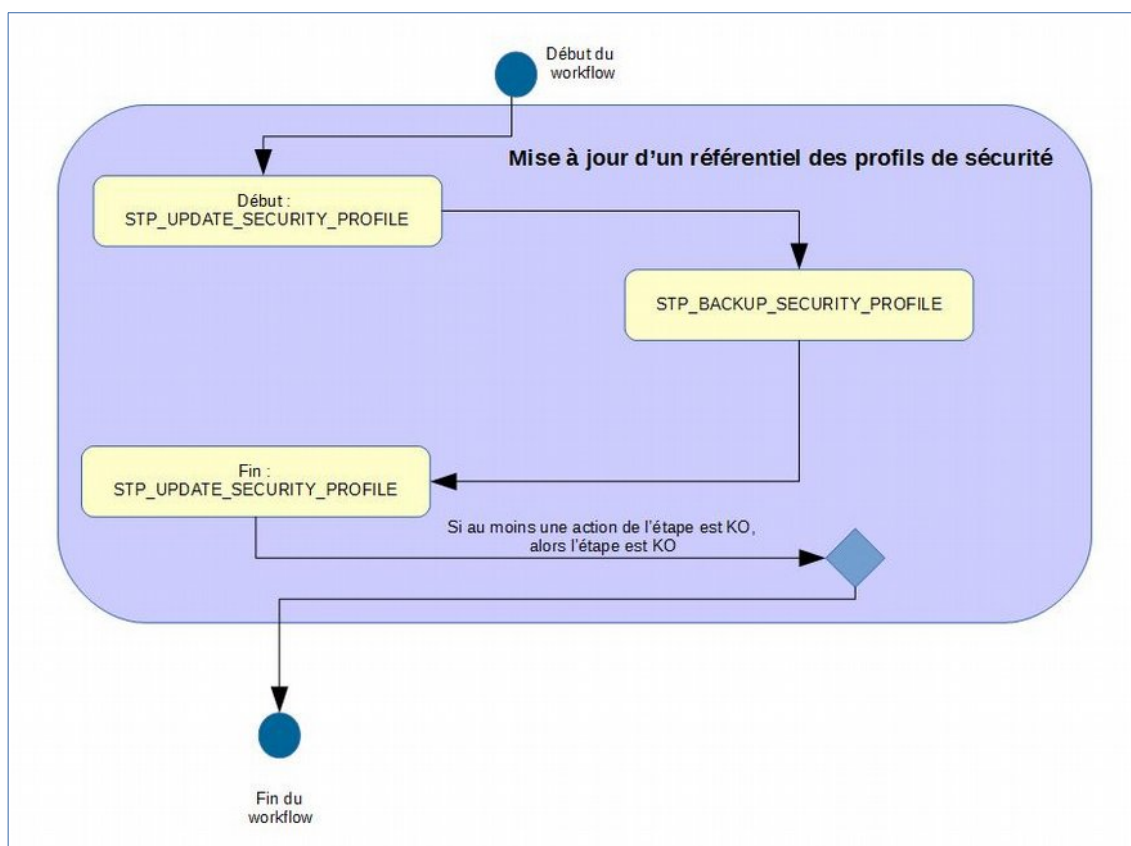 Début du
workflow
Mise à jour d'un référentiel des profils de sécurité
Début :
STP_UPDATE_SECURITY_PROFILE
STP_BACKUP_SECURITY_PROFILE
Fin :
STP_UPDATE_SECURITY_PROFILE
Si au moins une action de l'étape est KO,
alors l'étape est KO
Fin du
workflow